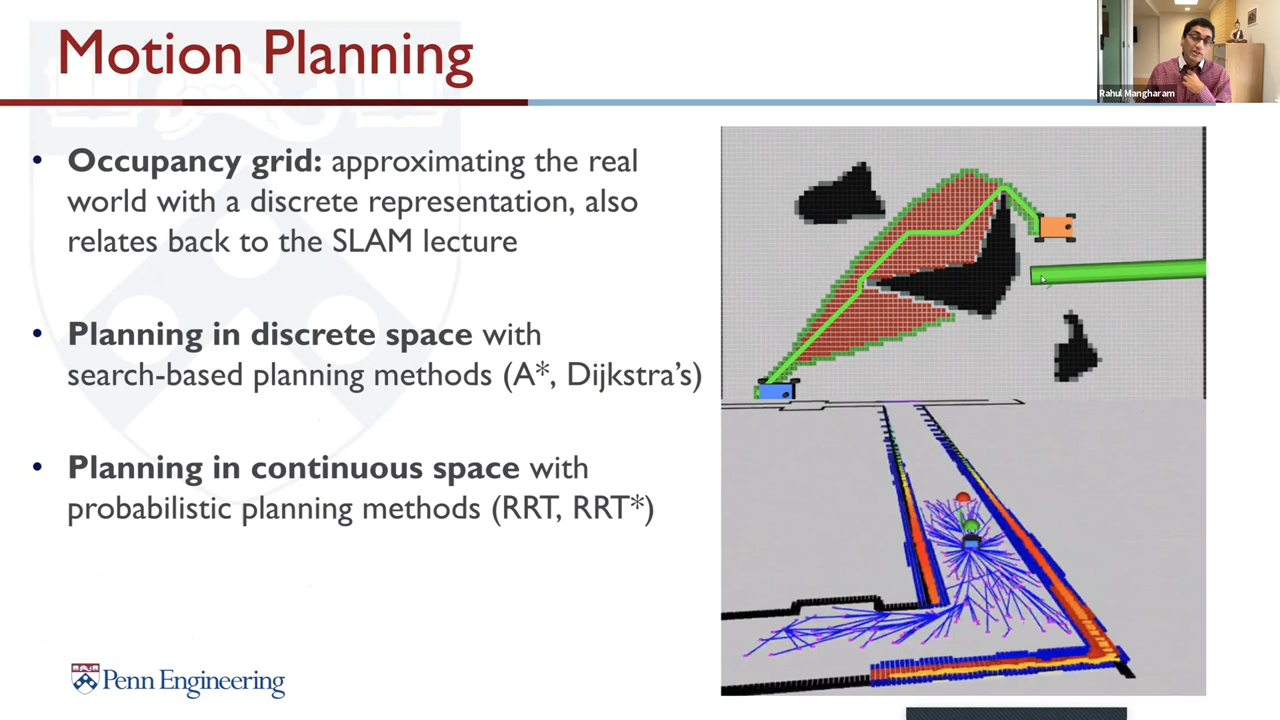 Motion Planning
Rahul Mangharam
• Occupancy grid: approximating the real
world with a discrete representation, also
relates back to the SLAM lecture
• Planning in discrete space with
search-based planning methods (A*, Dijkstra's)
• Planning in continuous space with
probabilistic planning methods (RRT, RRT*)
Penn Engineering